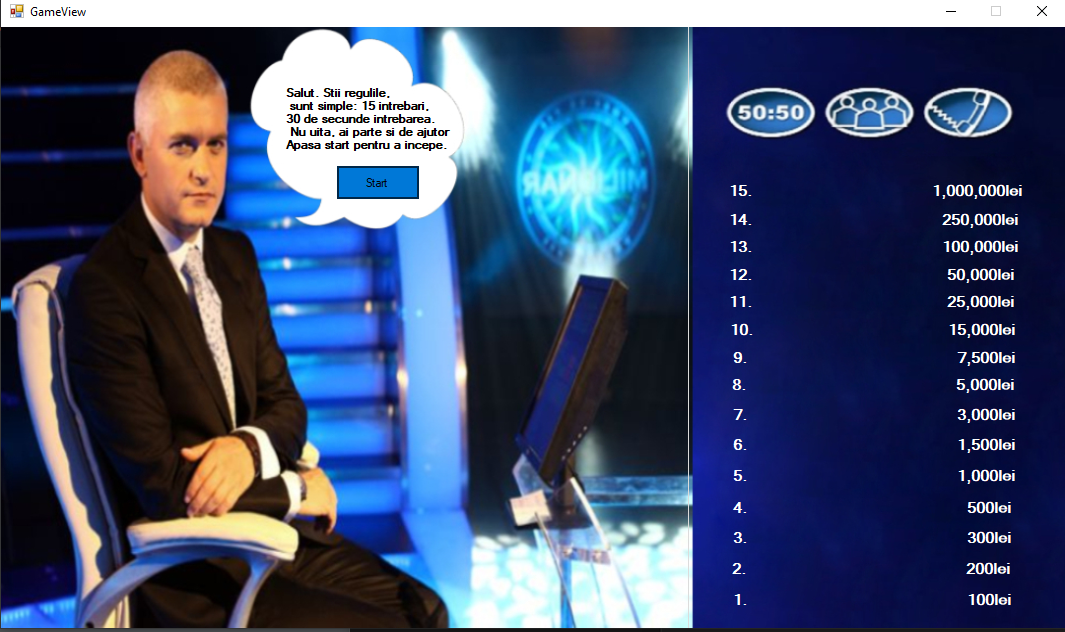 GameView
Salut. Stii regulile,
sunt simple: 15 intrebari,
30 de secunde intrebarea.
Nu uita, ai parte si de ajutor
Apasa start pentru a incepe.
Start
MILIONAR
50:50
15. 1,000,000lei
14. 250,000lei
13. 100,000lei
12. 50,000lei
11. 25,000lei
10. 15,000lei
9. 7,500lei
8. 5,000lei
7. 3,000lei
6. 1,500lei
5. 1,000lei
4. 500lei
3. 300lei
2. 200lei
1. 100lei